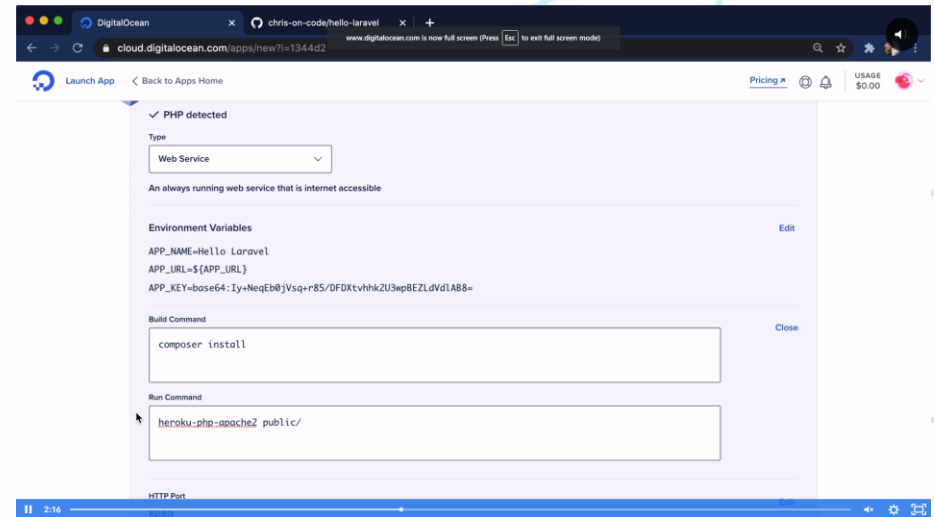 DigitalOcean
chris-on-code/hello-laravel
www.digitalocean.com is now full screen (Press Esc to exit full screen mode)
cloud.digitalocean.com/apps/new?i=1344d2
Launch App
Back to Apps Home
Pricing
USAGE
$0.00
PHP detected
Type
Web Service
An always running web service that is internet accessible
Environment Variables
Edit
APP_NAME=Hello Laravel
APP_URL=${APP_URL}
APP_KEY=base64:Iy+NeqEb0jVsq+r85/DFDXtvhhk2U3wpBEZLdVdlAB8=
Build Command
Close
composer install
Run Command
heroku-php-apache2 public/
HTTP Port
Edit
8080
2:16